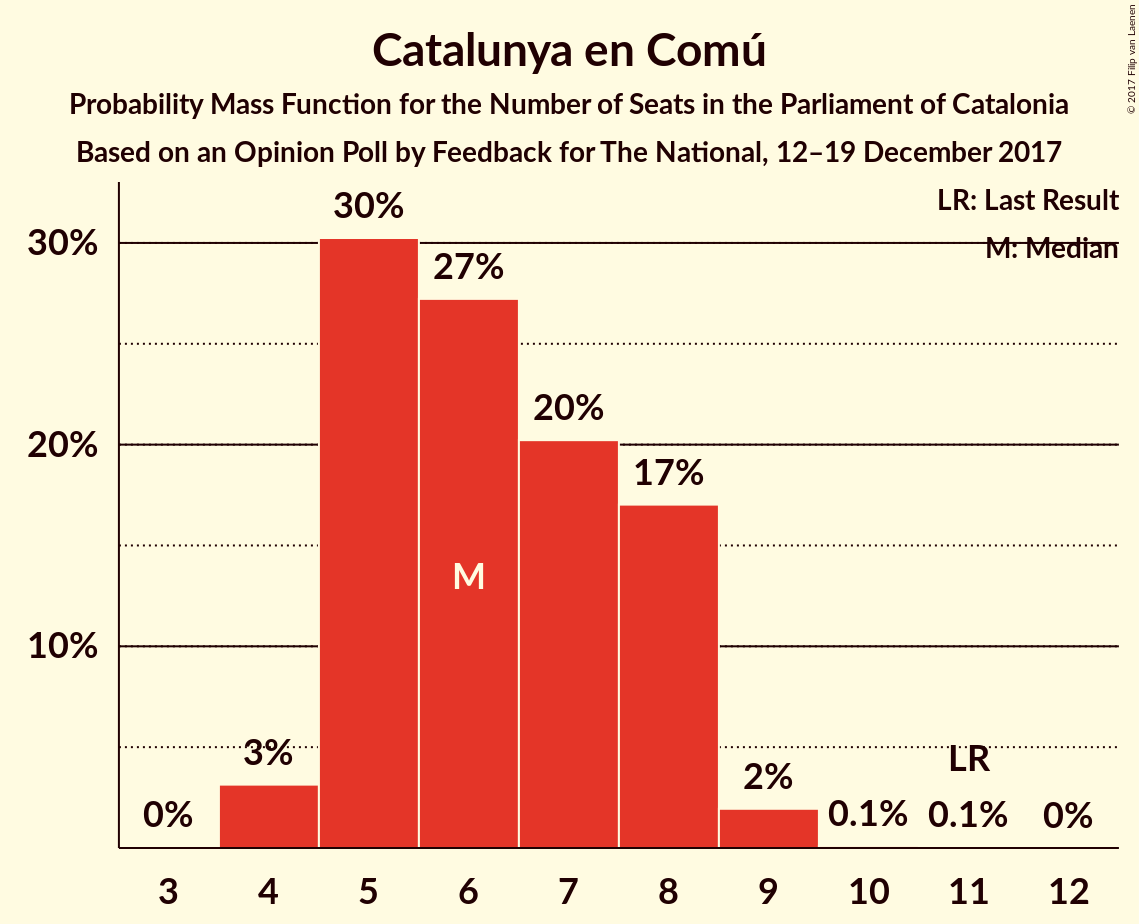 Catalunya en Comú
Probability Mass Function for the Number of Seats in the Parliament of Catalonia
Based on an Opinion Poll by Feedback for The National, 12–19 December 2017
© 2017 Filip van Laenen
LR: Last Result
M: Median
30%
20%
10%
0%
3%
30%
27%
20%
17%
2%
0.1%
0.1%
0%
M
LR
3 4 5 6 7 8 9 10 11 12